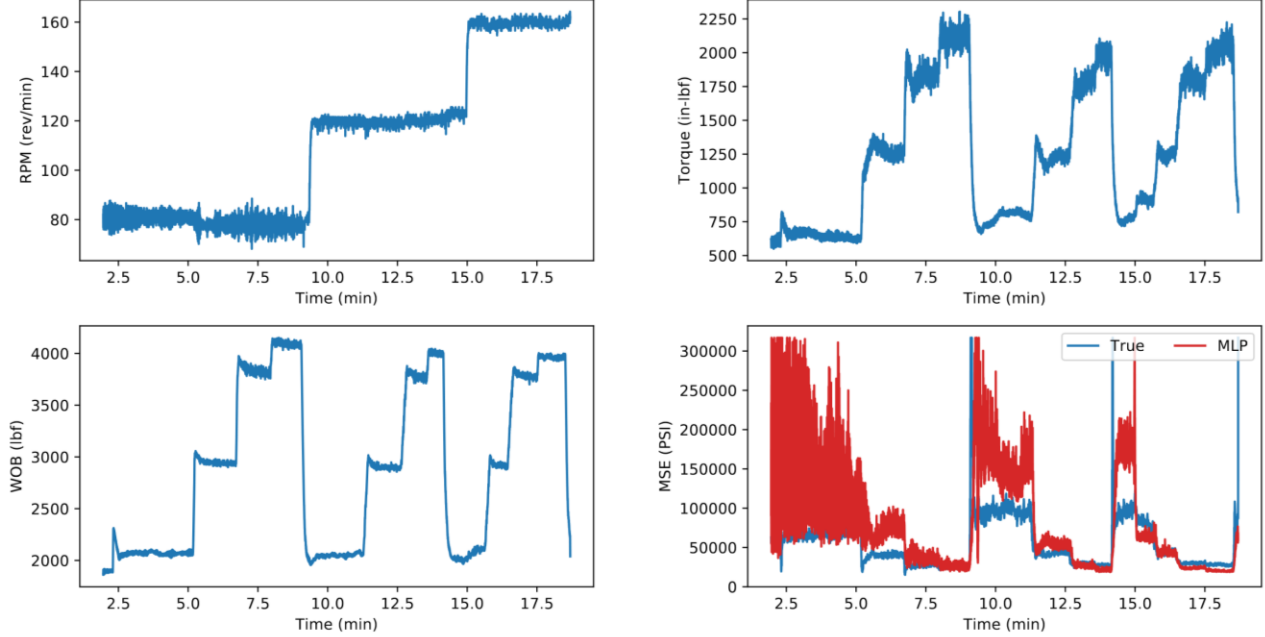 160
140
120
100
80
RPM (rev/min)
2.5 5.0 7.5 10.0 12.5 15.0 17.5
Time (min)
2250
2000
1750
1500
1250
1000
750
500
Torque (in-lbf)
2.5 5.0 7.5 10.0 12.5 15.0 17.5
Time (min)
4000
3500
3000
2500
2000
WOB (lbf)
2.5 5.0 7.5 10.0 12.5 15.0 17.5
Time (min)
300000
250000
200000
150000
100000
50000
0
MSE (PSI)
True MLP
2.5 5.0 7.5 10.0 12.5 15.0 17.5
Time (min)